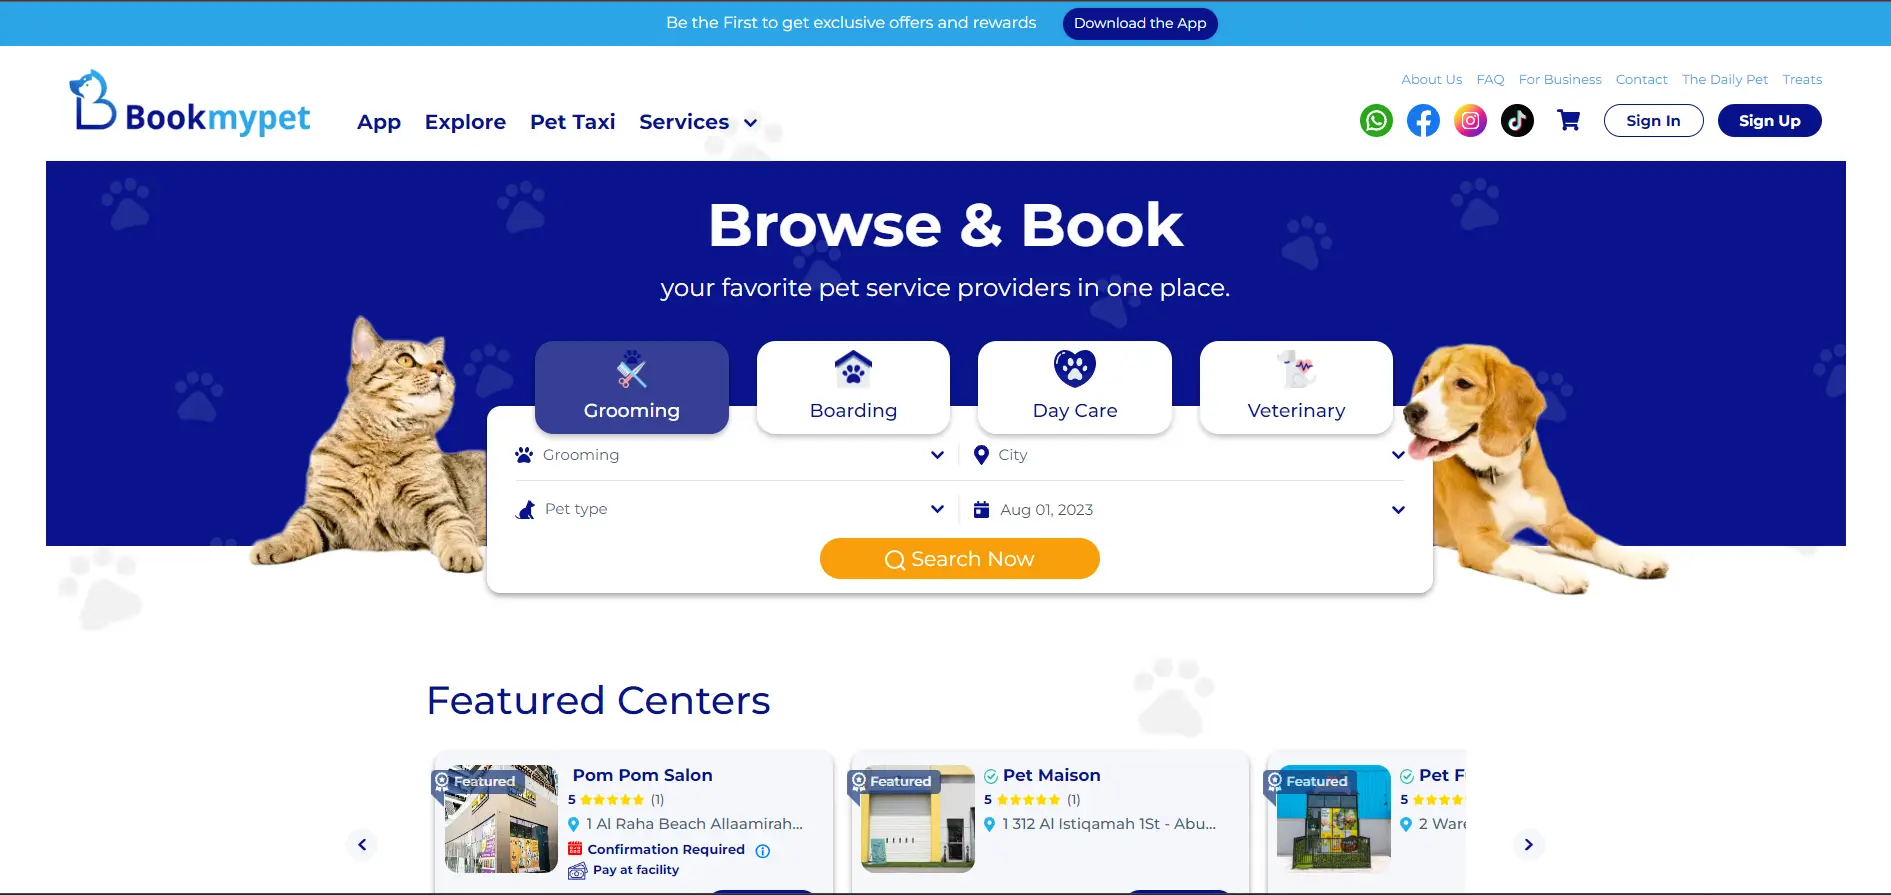 Be the First to get exclusive offers and rewards
Download the App
About Us FAQ For Business Contact The Daily Pet Treats
Bookmypet
App Explore Pet Taxi Services
Sign In Sign Up
Browse & Book
your favorite pet service providers in one place.
Grooming Boarding Day Care Veterinary
Grooming City
Pet type Aug 01, 2023
Search Now
Featured Centers
Featured Pom Pom Salon
5 (1)
1 Al Raha Beach Allaamirah...
Confirmation Required
Pay at facility
Featured Pet Maison
5 (1)
1 312 Al Istiqamah 1St - Abu...
Featured Pet F
5
2 Ware